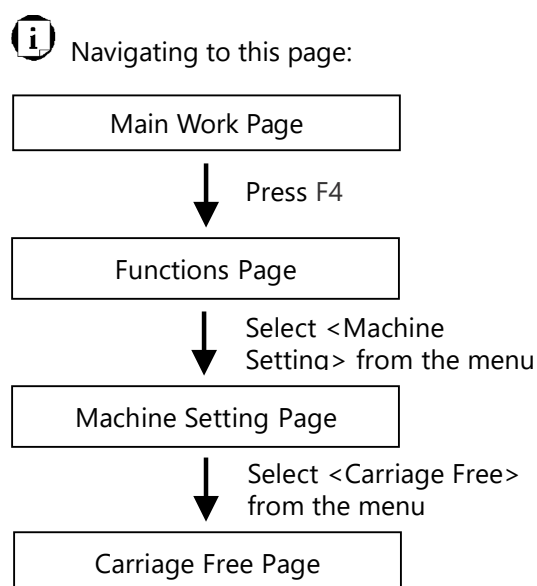 i Navigating to this page:
Main Work Page
Press F4
Functions Page
Select <Machine
Setting> from the menu
Machine Setting Page
Select <Carriage Free>
from the menu
Carriage Free Page